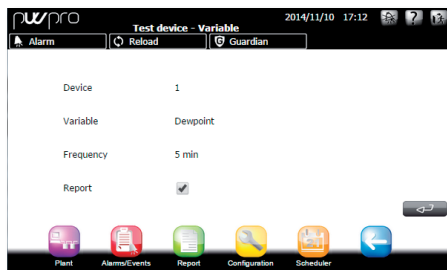 pwpro
Test device - Variable
2014/11/10 17:12
?
Alarm
Reload
G Guardian
Device 1
Variable Dewpoint
Frequency 5 min
Report
Plant Alarms/Events Report Configuration Scheduler